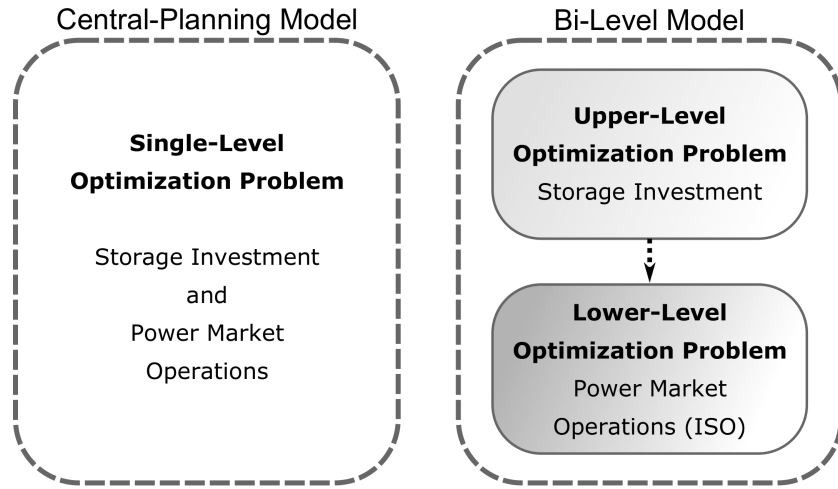 Central-Planning Model
Single-Level
Optimization Problem
Storage Investment
and
Power Market
Operations
Bi-Level Model
Upper-Level
Optimization Problem
Storage Investment
Lower-Level
Optimization Problem
Power Market
Operations (ISO)